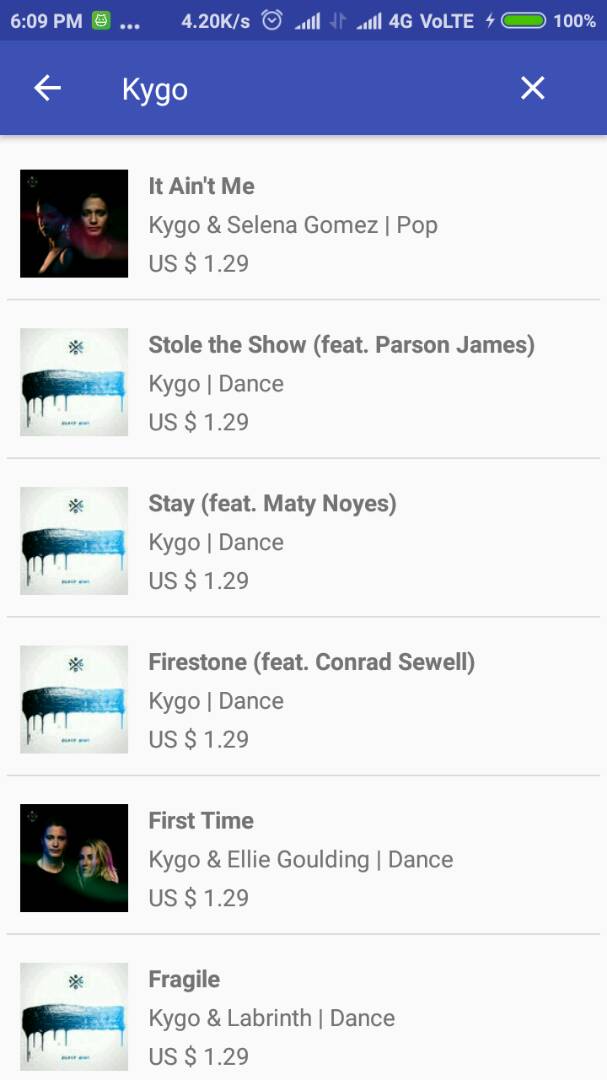 6:09 PM ... 4.20K/s 4G VoLTE 100%
Kygo
It Ain't Me
Kygo & Selena Gomez | Pop
US $ 1.29
Stole the Show (feat. Parson James)
Kygo | Dance
US $ 1.29
Stay (feat. Maty Noyes)
Kygo | Dance
US $ 1.29
Firestone (feat. Conrad Sewell)
Kygo | Dance
US $ 1.29
First Time
Kygo & Ellie Goulding | Dance
US $ 1.29
Fragile
Kygo & Labrinth | Dance
US $ 1.29